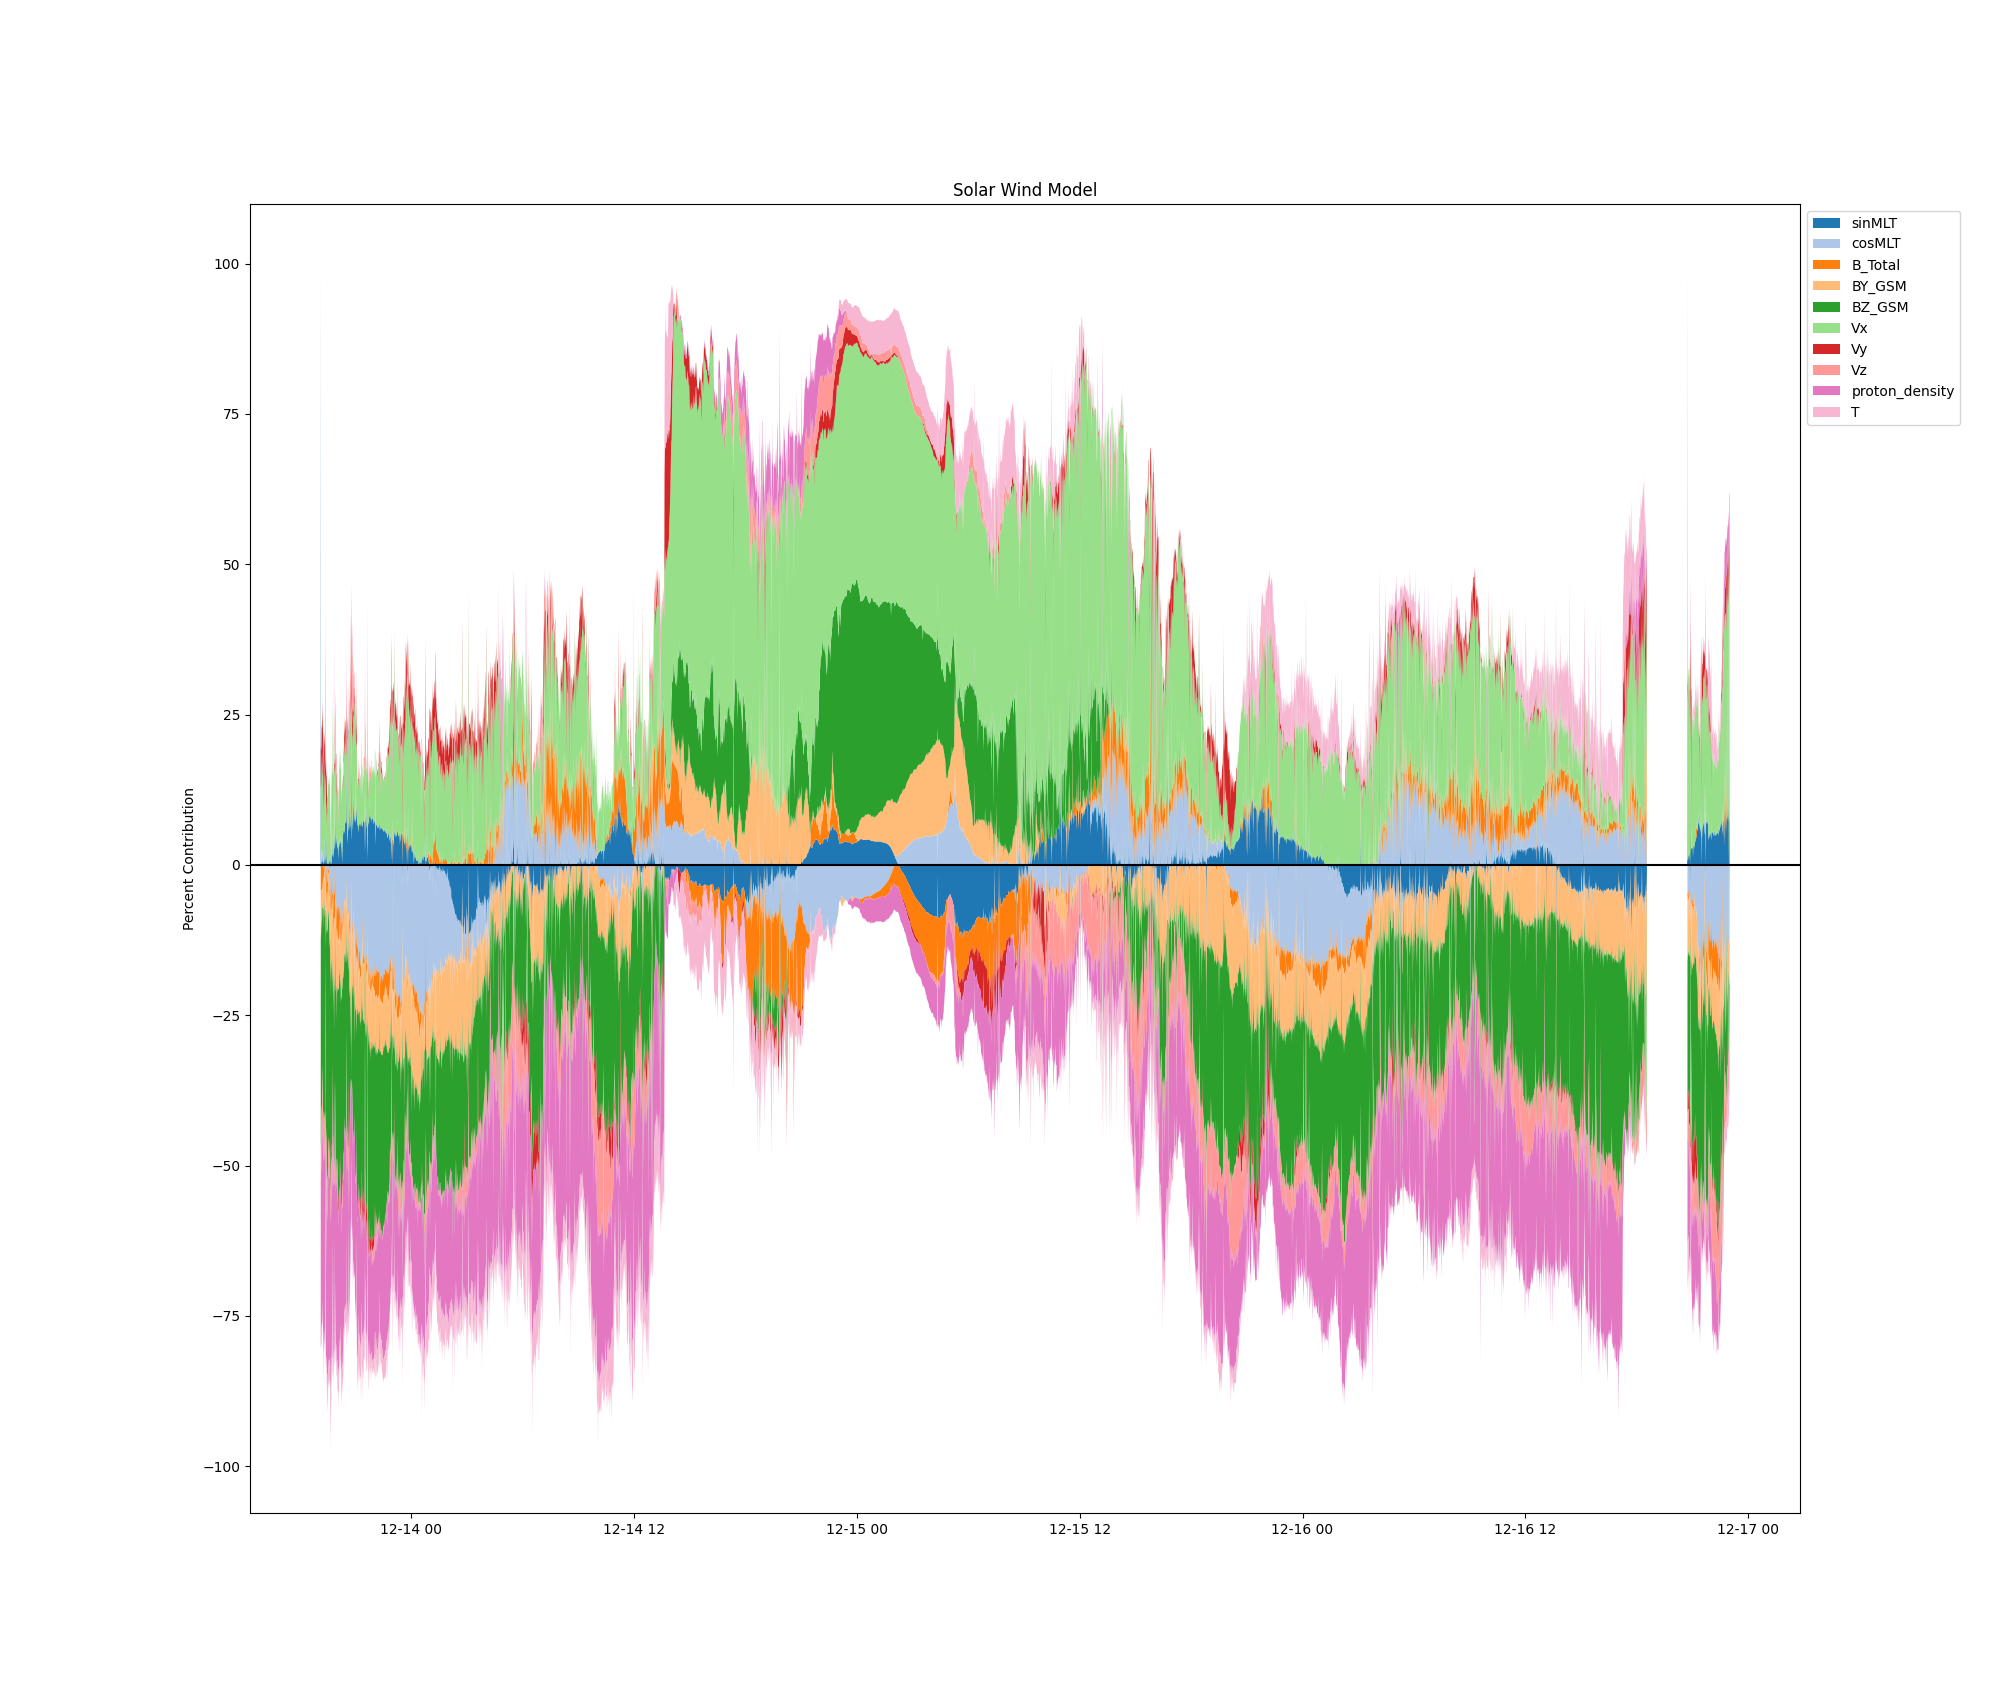 Solar Wind Model
Percent Contribution
100
75
50
25
0
−25
−50
−75
−100
12-14 00
12-14 12
12-15 00
12-15 12
12-16 00
12-16 12
12-17 00
sinMLT
cosMLT
B_Total
BY_GSM
BZ_GSM
Vx
Vy
Vz
proton_density
T